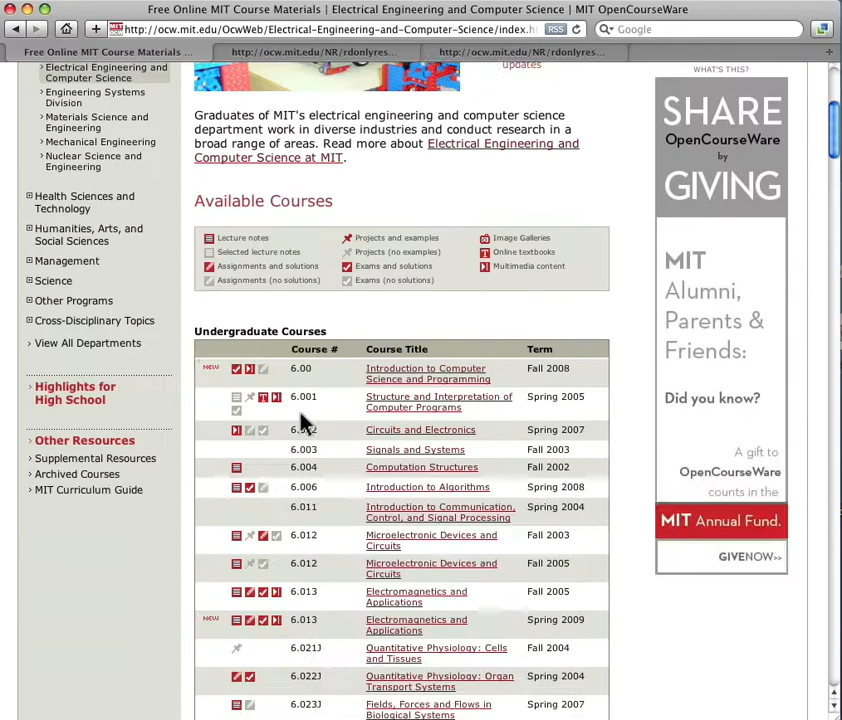 Free Online MIT Course Materials | Electrical Engineering and Computer Science | MIT OpenCourseWare
http://ocw.mit.edu/OcwWeb/Electrical-Engineering-and-Computer-Science/index.h
RSS
Google
Free Online MIT Course Materials ...
http://ocw.mit.edu/NR/rdonlyres...
http://ocw.mit.edu/NR/rdonlyres...
Electrical Engineering and
Computer Science
Engineering Systems
Division
Materials Science and
Engineering
Mechanical Engineering
Nuclear Science and
Engineering
Health Sciences and
Technology
Humanities, Arts, and
Social Sciences
Management
Science
Other Programs
Cross-Disciplinary Topics
View All Departments
Highlights for
High School
Other Resources
Supplemental Resources
Archived Courses
MIT Curriculum Guide
updates
Graduates of MIT's electrical engineering and computer science
department work in diverse industries and conduct research in a
broad range of areas. Read more about Electrical Engineering and
Computer Science at MIT.
Available Courses
Lecture notes Projects and examples Image Galleries
Selected lecture notes Projects (no examples) Online textbooks
Assignments and solutions Exams and solutions Multimedia content
Assignments (no solutions) Exams (no solutions)
Undergraduate Courses
Course # Course Title Term
NEW 6.00 Introduction to Computer Fall 2008
Science and Programming
6.001 Structure and Interpretation of Spring 2005
Computer Programs
Circuits and Electronics Spring 2007
6.003 Signals and Systems Fall 2003
6.004 Computation Structures Fall 2002
6.006 Introduction to Algorithms Spring 2008
6.011 Introduction to Communication, Spring 2004
Control, and Signal Processing
6.012 Microelectronic Devices and Fall 2003
Circuits
6.012 Microelectronic Devices and Fall 2005
Circuits
6.013 Electromagnetics and Fall 2005
Applications
NEW 6.013 Electromagnetics and Spring 2009
Applications
6.021J Quantitative Physiology: Cells Fall 2004
and Tissues
6.022J Quantitative Physiology: Organ Spring 2004
Transport Systems
6.023J Fields, Forces and Flows in Spring 2007
Biological Systems
WHAT'S THIS?
SHARE
OpenCourseWare
by
GIVING
MIT
Alumni,
Parents &
Friends:
Did you know?
A gift to
OpenCourseWare
counts in the
MIT Annual Fund.
GIVENOW>>